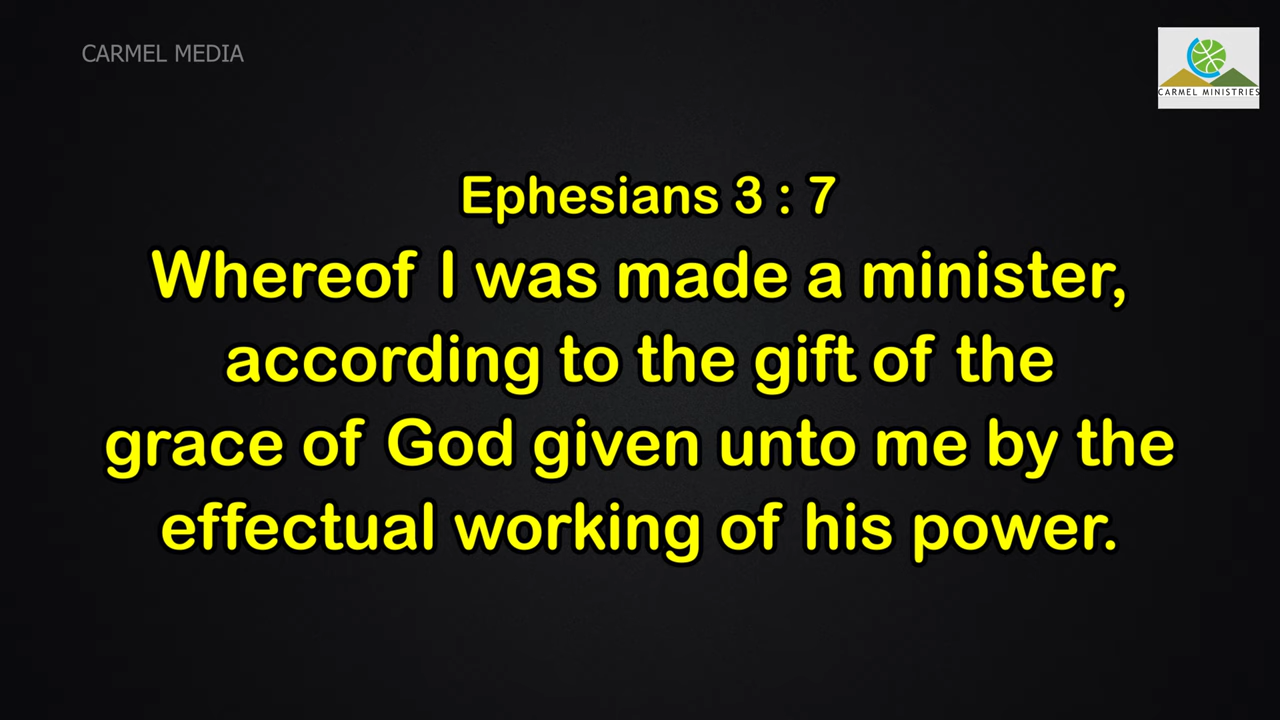 CARMEL MEDIA
CARMEL MINISTRIES
Ephesians 3 : 7
Whereof I was made a minister,
according to the gift of the
grace of God given unto me by the
effectual working of his power.